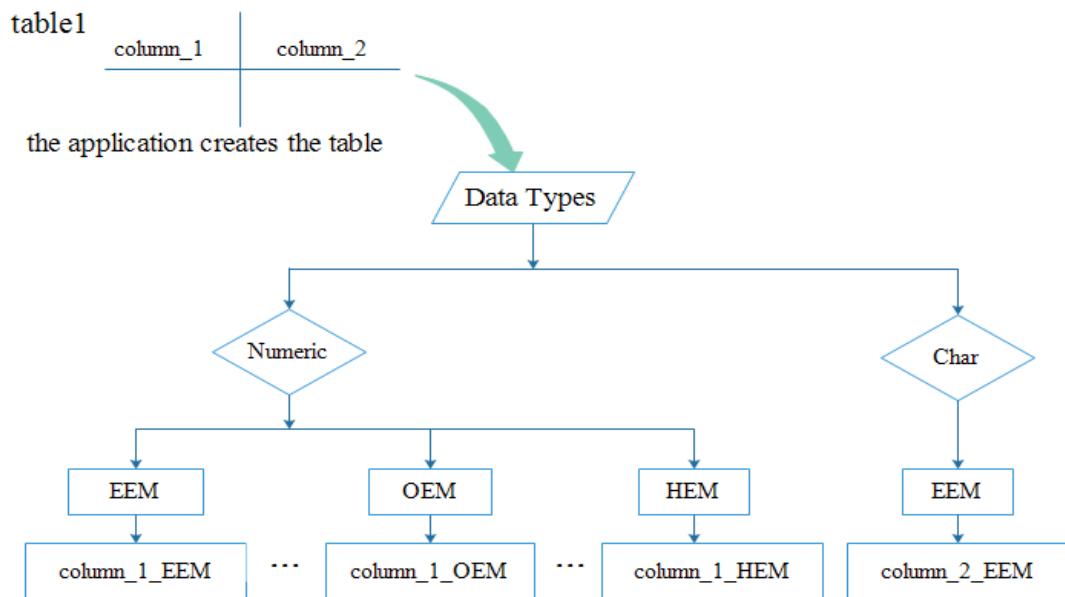 table1
column_1 column_2
the application creates the table
Data Types
Numeric Char
EEM OEM HEM EEM
column_1_EEM ... column_1_OEM ... column_1_HEM column_2_EEM